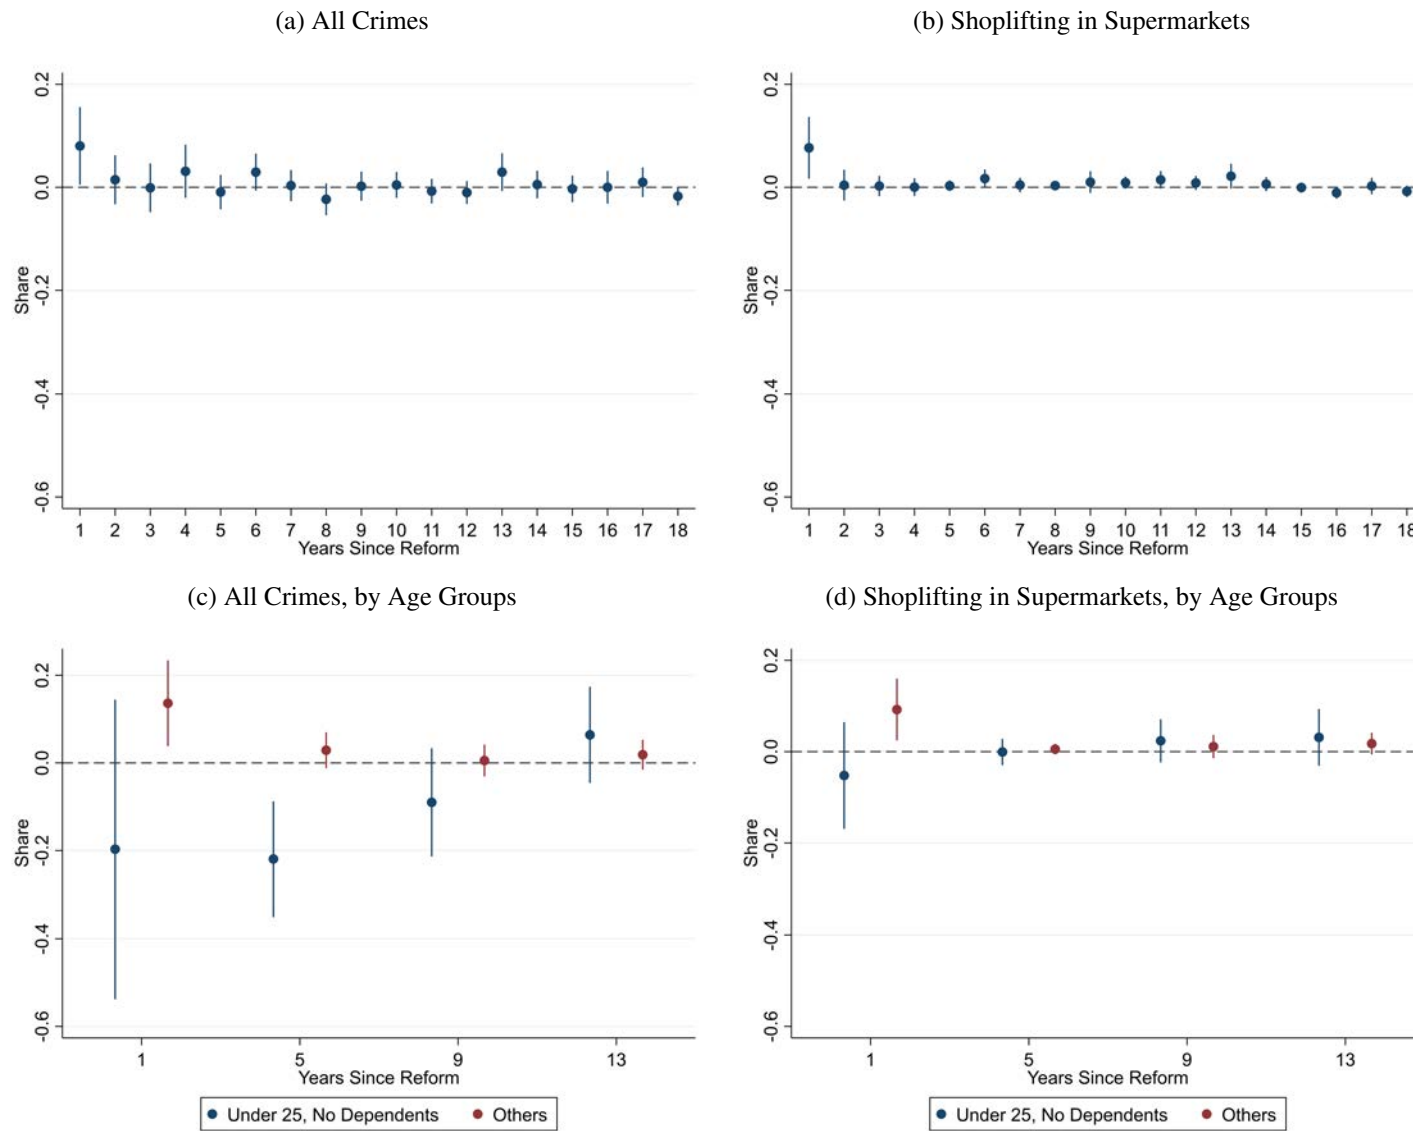 (a) All Crimes
(b) Shoplifting in Supermarkets
Share
0.2
0.0
-0.2
-0.4
-0.6
1 2 3 4 5 6 7 8 9 10 11 12 13 14 15 16 17 18
Years Since Reform
Share
0.2
0.0
-0.2
-0.4
-0.6
1 2 3 4 5 6 7 8 9 10 11 12 13 14 15 16 17 18
Years Since Reform
(c) All Crimes, by Age Groups
(d) Shoplifting in Supermarkets, by Age Groups
Share
0.2
0.0
-0.2
-0.4
-0.6
1 5 9 13
Years Since Reform
Under 25, No Dependents Others
Share
0.2
0.0
-0.2
-0.4
-0.6
1 5 9 13
Years Since Reform
Under 25, No Dependents Others